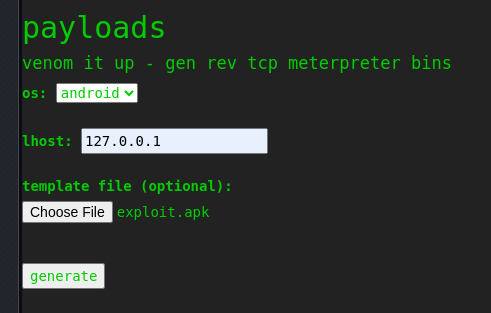 payloads
venom it up - gen rev tcp meterpreter bins
os: android
lhost: 127.0.0.1
template file (optional):
Choose File exploit.apk
generate